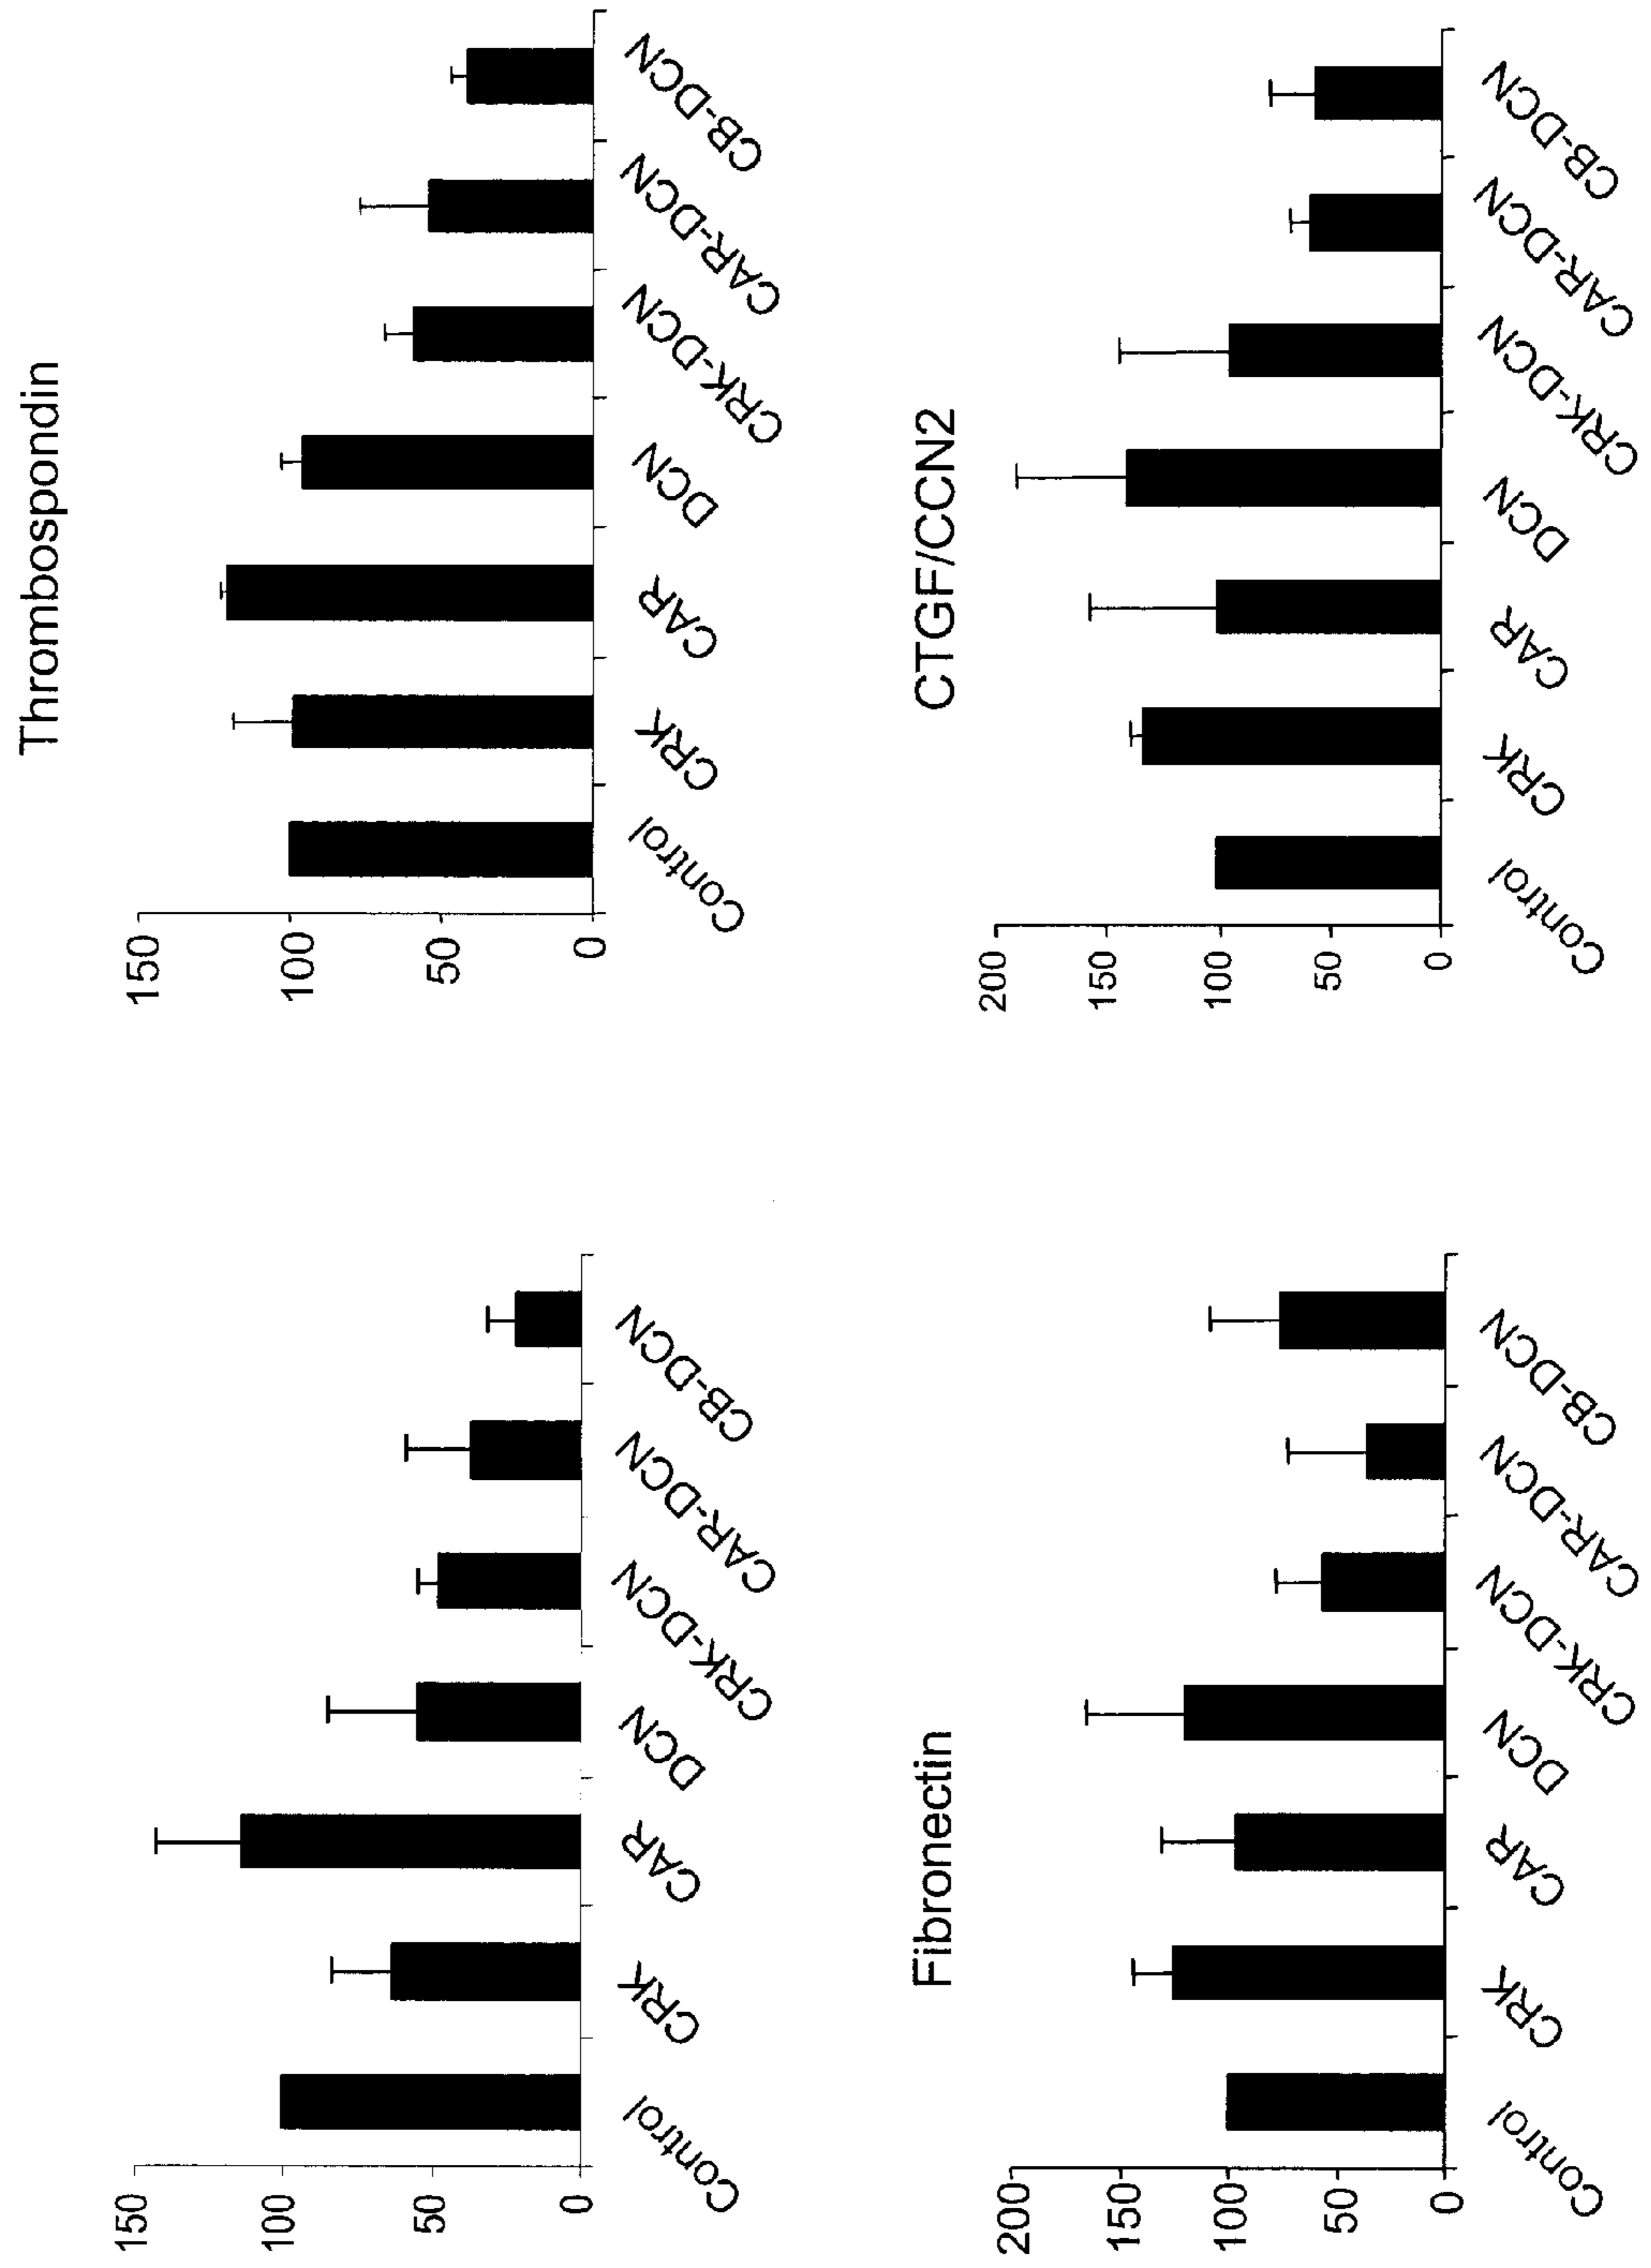 150
100
50
0
Control
CRK
CAR
DCN
CRK-DCN
CAR-DCN
CB-DCN
Thrombospondin
150
100
50
0
Control
CRK
CAR
DCN
CRK-DCN
CAR-DCN
CB-DCN
Fibronectin
200
150
100
50
0
Control
CRK
CAR
DCN
CRK-DCN
CAR-DCN
CB-DCN
CTGF/CCN2
200
150
100
50
0
Control
CRK
CAR
DCN
CRK-DCN
CAR-DCN
CB-DCN